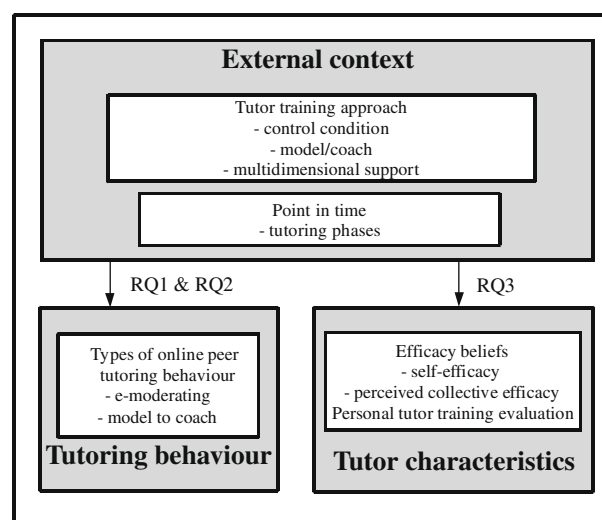 External context
Tutor training approach
- control condition
- model/coach
- multidimensional support
Point in time
- tutoring phases
RQ1 & RQ2
RQ3
Types of online peer
tutoring behaviour
- e-moderating
- model to coach
Tutoring behaviour
Efficacy beliefs
- self-efficacy
- perceived collective efficacy
Personal tutor training evaluation
Tutor characteristics